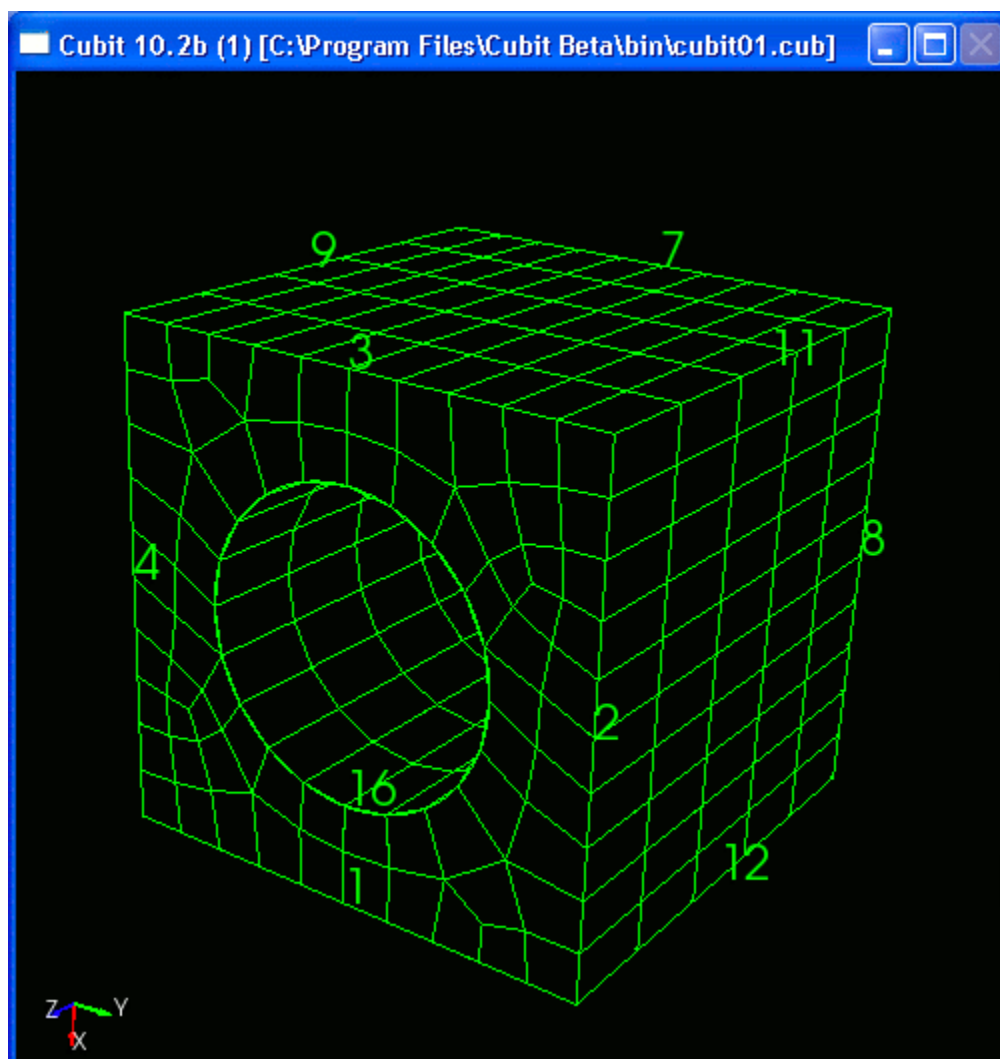 Cubit 10.2b (1) [C:\Program Files\Cubit Beta\bin\cubit01.cub]
9 7
3 11
4 8
2
16
12
1
Z Y
X